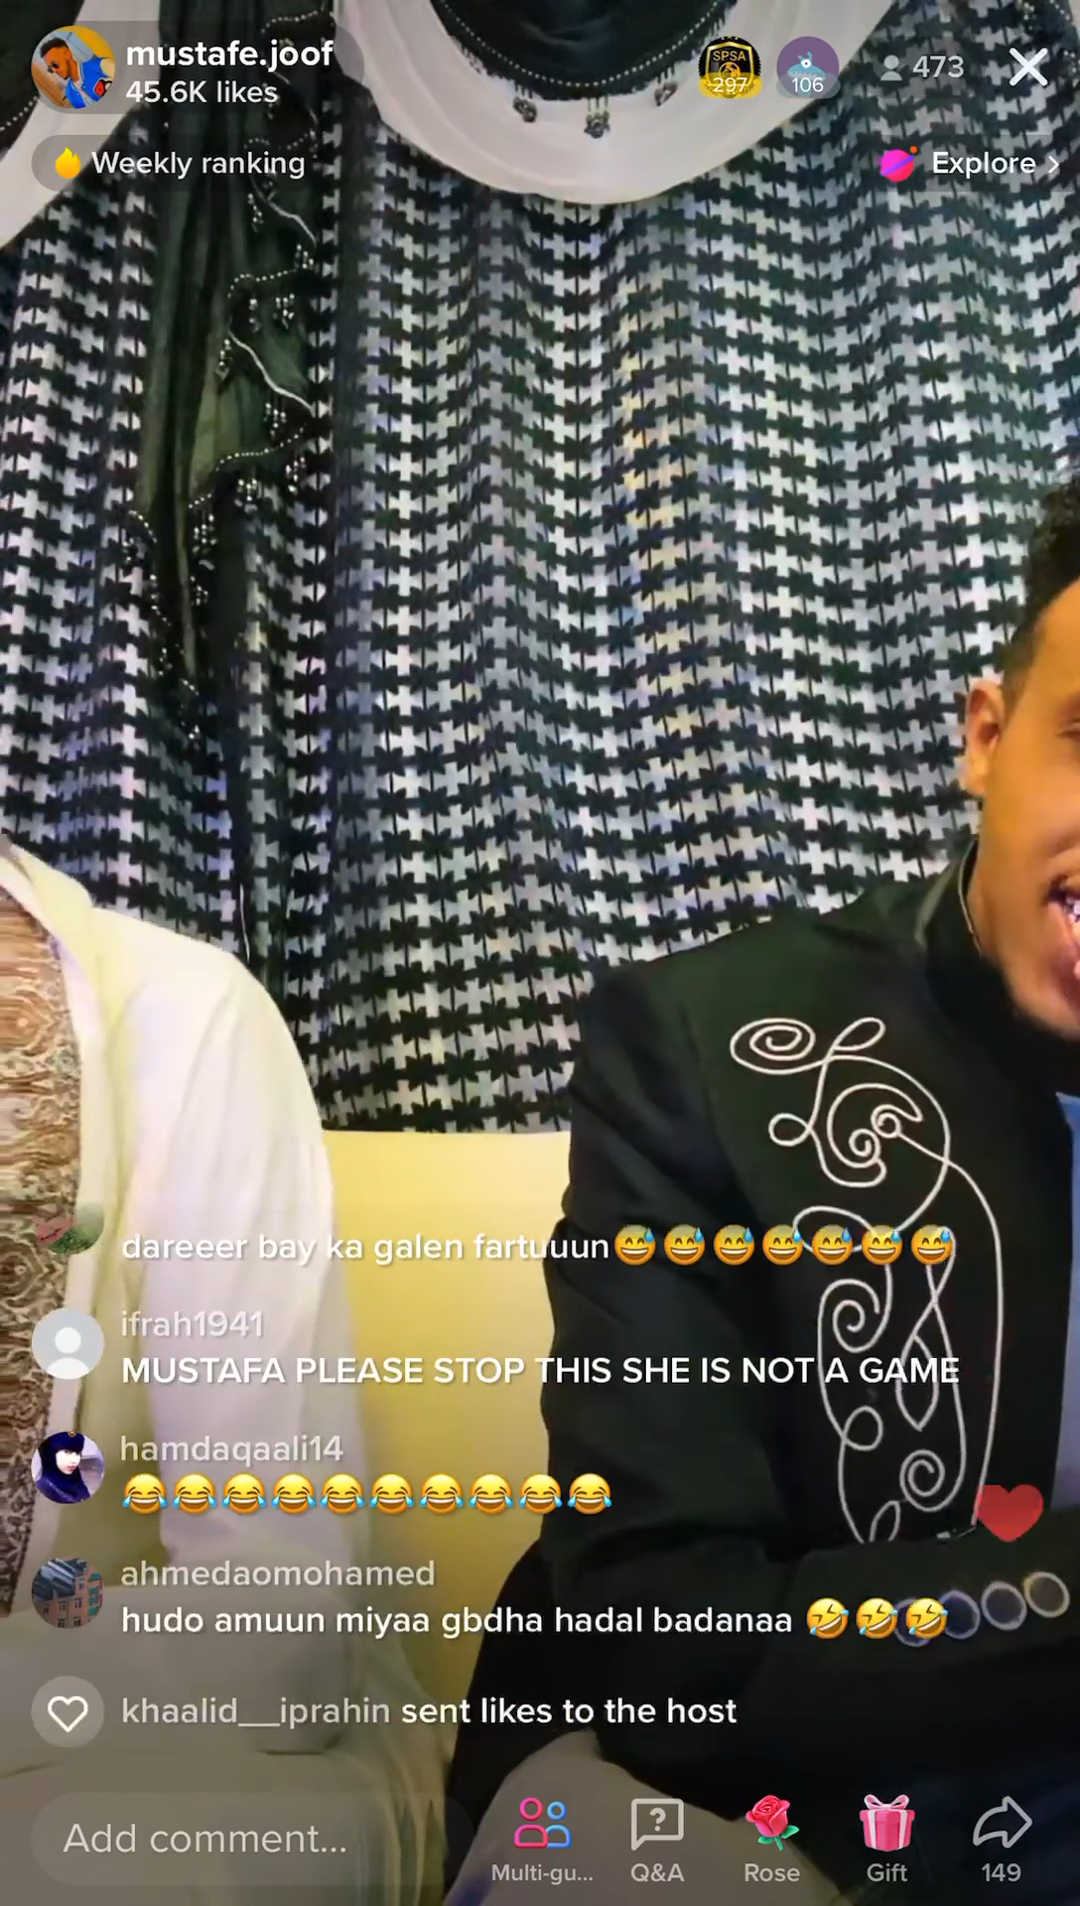 mustafe.joof
45.6K likes
SPSA
297
106
473
Weekly ranking
Explore >
dareeer bay ka galen fartuuun😅😅😅😅😅😅😅
ifrah1941
MUSTAFA PLEASE STOP THIS SHE IS NOT A GAME
hamdaqaali14
😂😂😂😂😂😂😂😂😂😂
ahmedaomohamed
hudo amuun miyaa gbdha hadal badanaa 🤣🤣🤣
khaalid__iprahin sent likes to the host
Add comment...
Multi-gu...
Q&A
Rose
Gift
149